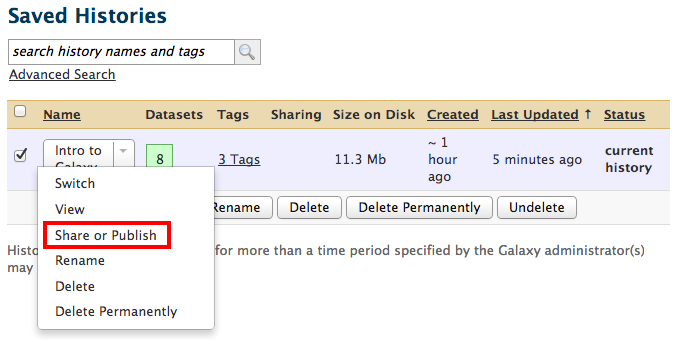 Saved Histories
search history names and tags
Advanced Search
Name Datasets Tags Sharing Size on Disk Created Last Updated ↑ Status
Intro to
Galaxy
8
3 Tags
11.3 Mb
~ 1
hour
ago
5 minutes ago
current
history
Switch
View
Share or Publish
Rename
Delete
Delete Permanently
Rename Delete Delete Permanently Undelete
Histo
for more than a time period specified by the Galaxy administrator(s)
may